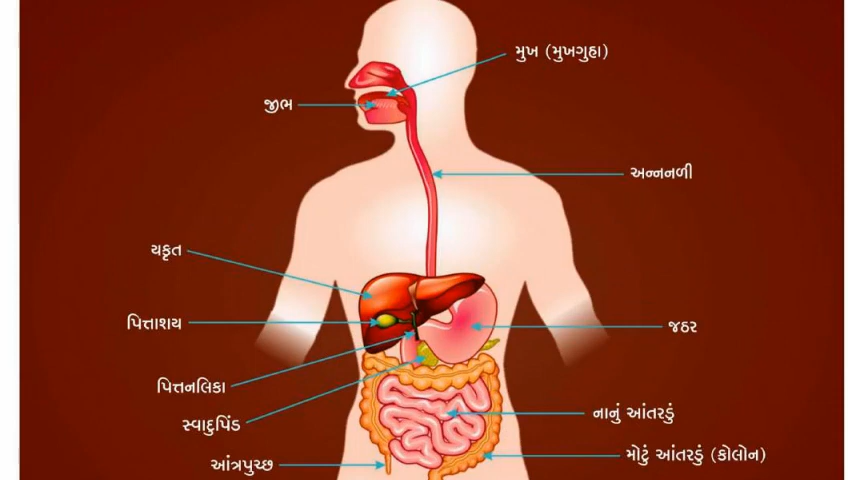 મુખ (મુખગુહા)
જીભ
અન્નનળી
યકૃત
પિત્તાશય
જઠર
પિત્તનલિકા
નાનું આંતરડું
સ્વાદુપિંડ
મોટું આંતરડું (કોલોન)
આંત્રપુચ્છ